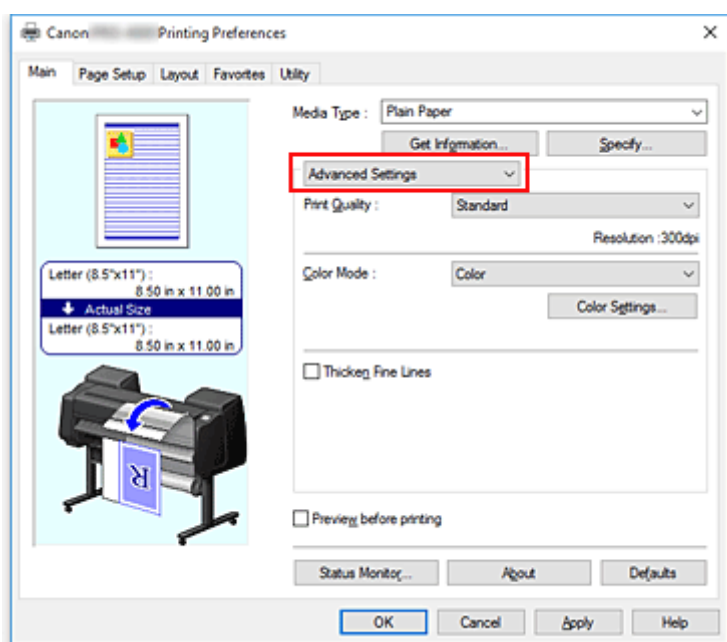 Canon Printing Preferences
Main Page Setup Layout Favorites Utility
Media Type : Plain Paper
Get Information... Specify...
Advanced Settings
Print Quality : Standard
Resolution :300dpi
Letter (8.5"x11") :
8.50 in x 11.00 in
Actual Size
Letter (8.5"x11") :
8.50 in x 11.00 in
Color Mode : Color
Color Settings...
Thicken Fine Lines
R
Preview before printing
Status Monitor... About Defaults
OK Cancel Apply Help